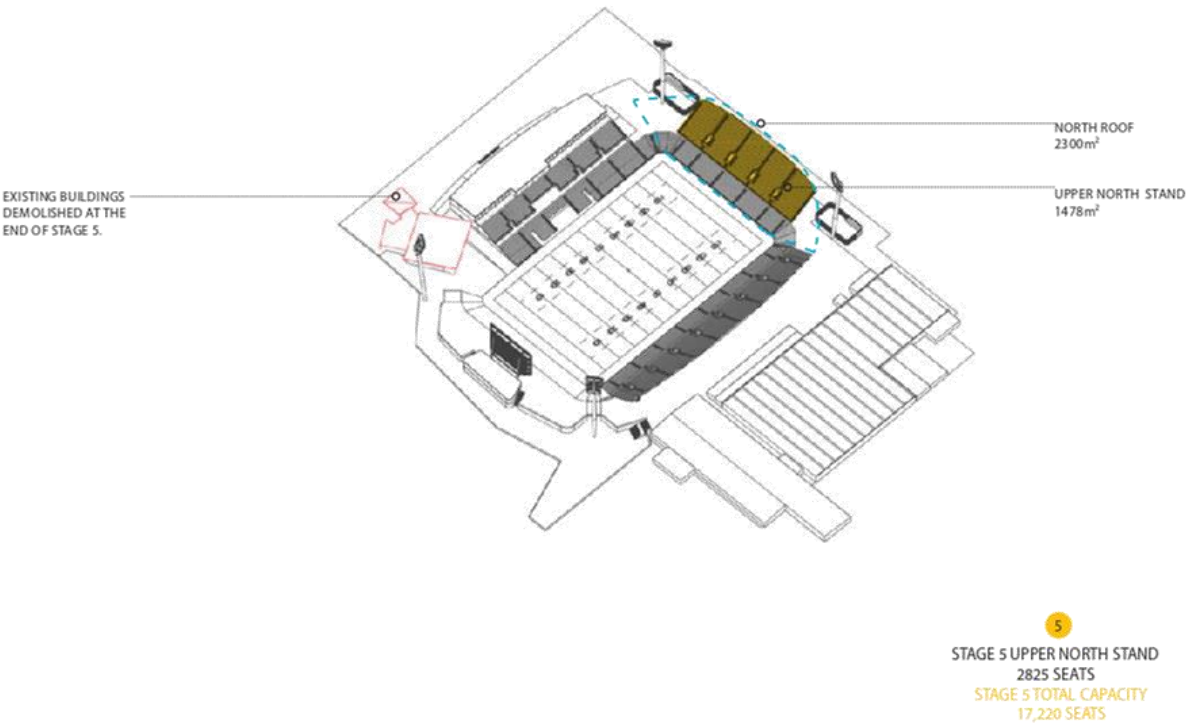 NORTH ROOF
2300m²
EXISTING BUILDINGS
DEMOLISHED AT THE
END OF STAGE 5.
UPPER NORTH STAND
1478m²
5
STAGE 5 UPPER NORTH STAND
2825 SEATS
STAGE 5 TOTAL CAPACITY
17,220 SEATS